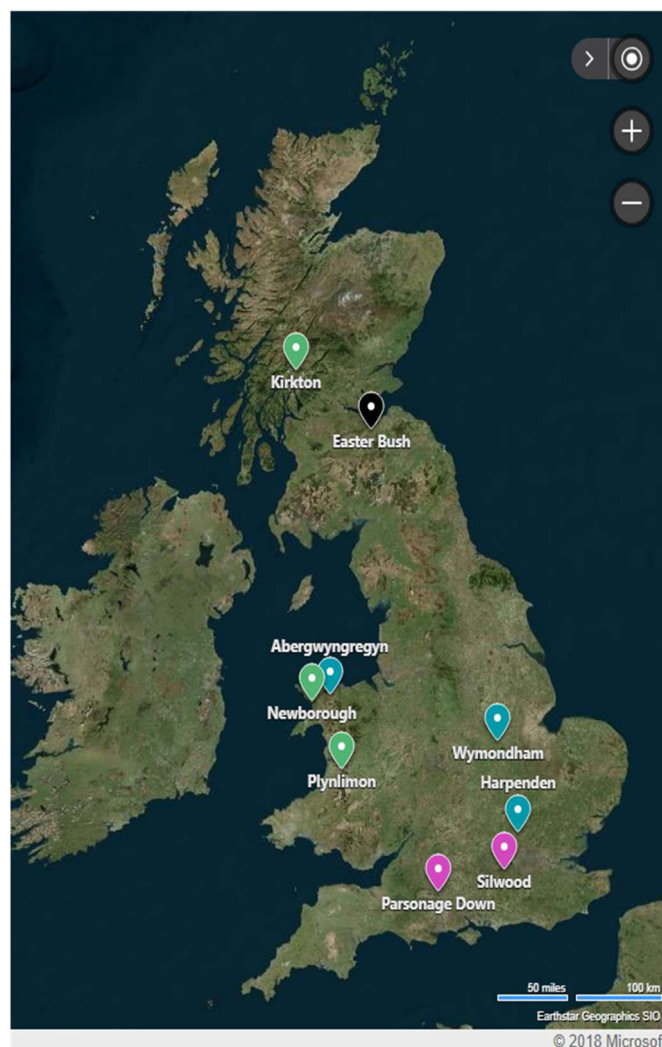 Kirkton
Easter Bush
Abergwyngregyn
Newborough
Wymondham
Plynlimon
Harpenden
Silwood
Parsonage Down
50 miles 100 km
Earthstar Geographics SIO
© 2018 Microsof